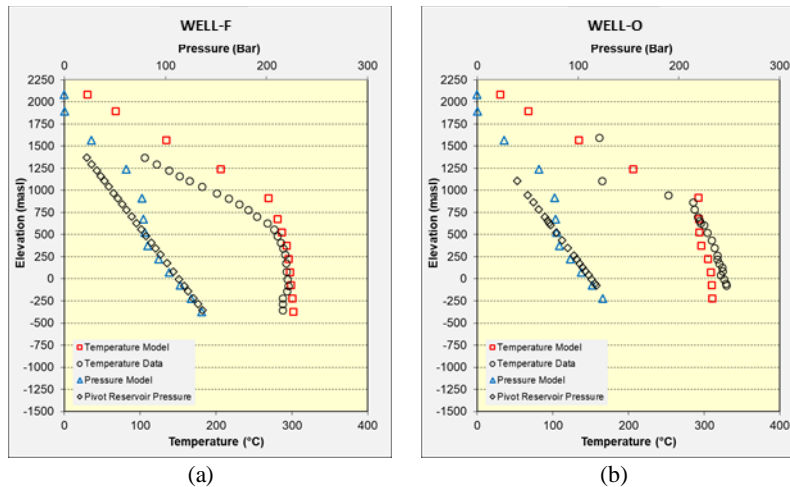 WELL-F
Pressure (Bar)
0 100 200 300
2250
2000
1750
1500
1250
1000
750
500
250
0
-250
-500
-750
-1000
-1250
-1500
Elevation (masl)
Temperature Model
Temperature Data
Pressure Model
Pivot Reservoir Pressure
0 100 200 300 400
Temperature (°C)
(a)
WELL-O
Pressure (Bar)
0 100 200 300
2250
2000
1750
1500
1250
1000
750
500
250
0
-250
-500
-750
-1000
-1250
-1500
Elevation (masl)
Temperature Model
Temperature Data
Pressure Model
Pivot Reservoir Pressure
0 100 200 300 400
Temperature (°C)
(b)